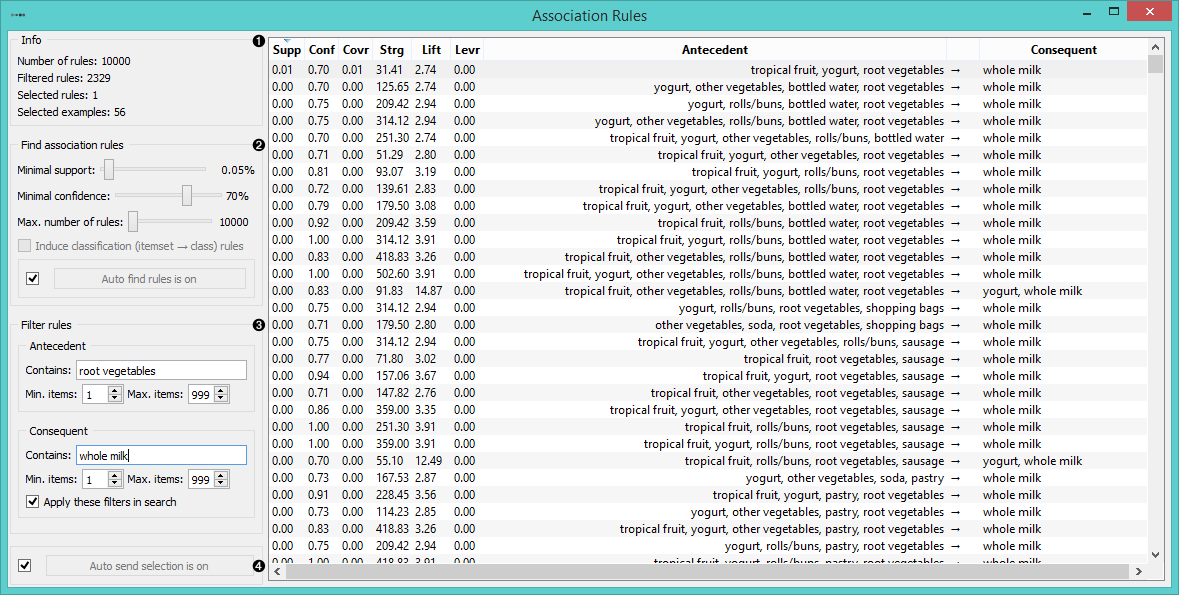 Association Rules
Info
1
Number of rules: 10000
Filtered rules: 2329
Selected rules: 1
Selected examples: 56
Find association rules
2
Minimal support: 0.05%
Minimal confidence: 70%
Max. number of rules: 10000
Induce classification (itemset → class) rules
Auto find rules is on
Filter rules
3
Antecedent
Contains: root vegetables
Min. items: 1 Max. items: 999
Consequent
Contains: whole milk
Min. items: 1 Max. items: 999
Apply these filters in search
Auto send selection is on
4
Supp Conf Covr Strg Lift Levr Antecedent Consequent
0.01 0.70 0.01 31.41 2.74 0.00 tropical fruit, yogurt, root vegetables → whole milk
0.00 0.70 0.00 125.65 2.74 0.00 yogurt, other vegetables, bottled water, root vegetables → whole milk
0.00 0.75 0.00 209.42 2.94 0.00 yogurt, rolls/buns, bottled water, root vegetables → whole milk
0.00 0.75 0.00 314.12 2.94 0.00 yogurt, other vegetables, rolls/buns, bottled water, root vegetables → whole milk
0.00 0.70 0.00 251.30 2.74 0.00 tropical fruit, yogurt, other vegetables, rolls/buns, bottled water → whole milk
0.00 0.71 0.00 51.29 2.80 0.00 tropical fruit, yogurt, other vegetables, root vegetables → whole milk
0.00 0.81 0.00 93.07 3.19 0.00 tropical fruit, yogurt, rolls/buns, root vegetables → whole milk
0.00 0.72 0.00 139.61 2.83 0.00 tropical fruit, yogurt, other vegetables, rolls/buns, root vegetables → whole milk
0.00 0.79 0.00 179.50 3.08 0.00 tropical fruit, yogurt, other vegetables, bottled water, root vegetables → whole milk
0.00 0.92 0.00 209.42 3.59 0.00 tropical fruit, rolls/buns, bottled water, root vegetables → whole milk
0.00 1.00 0.00 314.12 3.91 0.00 tropical fruit, yogurt, rolls/buns, bottled water, root vegetables → whole milk
0.00 0.83 0.00 418.83 3.26 0.00 tropical fruit, other vegetables, rolls/buns, bottled water, root vegetables → whole milk
0.00 1.00 0.00 502.60 3.91 0.00 tropical fruit, yogurt, other vegetables, rolls/buns, bottled water, root vegetables → whole milk
0.00 0.83 0.00 91.83 14.87 0.00 tropical fruit, other vegetables, rolls/buns, bottled water, root vegetables → yogurt, whole milk
0.00 0.75 0.00 314.12 2.94 0.00 yogurt, rolls/buns, root vegetables, shopping bags → whole milk
0.00 0.71 0.00 179.50 2.80 0.00 other vegetables, soda, root vegetables, shopping bags → whole milk
0.00 0.75 0.00 314.12 2.94 0.00 tropical fruit, yogurt, other vegetables, rolls/buns, sausage → whole milk
0.00 0.77 0.00 71.80 3.02 0.00 tropical fruit, root vegetables, sausage → whole milk
0.00 0.94 0.00 157.06 3.67 0.00 tropical fruit, yogurt, root vegetables, sausage → whole milk
0.00 0.71 0.00 147.82 2.76 0.00 tropical fruit, other vegetables, root vegetables, sausage → whole milk
0.00 0.86 0.00 359.00 3.35 0.00 tropical fruit, yogurt, other vegetables, root vegetables, sausage → whole milk
0.00 1.00 0.00 251.30 3.91 0.00 tropical fruit, rolls/buns, root vegetables, sausage → whole milk
0.00 1.00 0.00 359.00 3.91 0.00 tropical fruit, yogurt, rolls/buns, root vegetables, sausage → whole milk
0.00 0.70 0.00 55.10 12.49 0.00 tropical fruit, rolls/buns, root vegetables, sausage → yogurt, whole milk
0.00 0.73 0.00 167.53 2.87 0.00 yogurt, other vegetables, soda, pastry → whole milk
0.00 0.91 0.00 228.45 3.56 0.00 tropical fruit, yogurt, pastry, root vegetables → whole milk
0.00 0.73 0.00 114.23 2.85 0.00 yogurt, other vegetables, pastry, root vegetables → whole milk
0.00 0.83 0.00 418.83 3.26 0.00 tropical fruit, yogurt, other vegetables, pastry, root vegetables → whole milk
0.00 0.75 0.00 209.42 2.94 0.00 yogurt, rolls/buns, pastry, root vegetables → whole milk
0.00 1.00 0.00 418.83 3.91 0.00 tropical fruit, yogurt, rolls/buns, pastry, root vegetables → whole milk